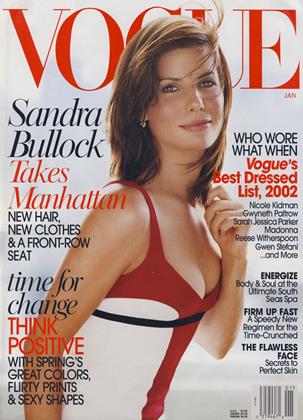 VOGUE
JAN
Sandra
Bullock
Takes
Manhattan
NEW HAIR,
NEW CLOTHES
& A FRONT-ROW
SEAT
time for
change
THINK
POSITIVE
WITH SPRING'S
GREAT COLORS,
FLIRTY PRINTS
& SEXY SHAPES
WHO WORE
WHAT WHEN
Vogue's
Best Dressed
List, 2002
Nicole Kidman
Gwyneth Paltrow
Sarah Jessica Parker
Madonna
Reese Witherspoon
Gwen Stefani
...and More
ENERGIZE
Body & Soul at the
Ultimate South
Seas Spa
FIRM UP FAST
A Speedy New
Regimen for the
Time-Crunched
THE FLAWLESS
FACE
Secrets to
Perfect Skin